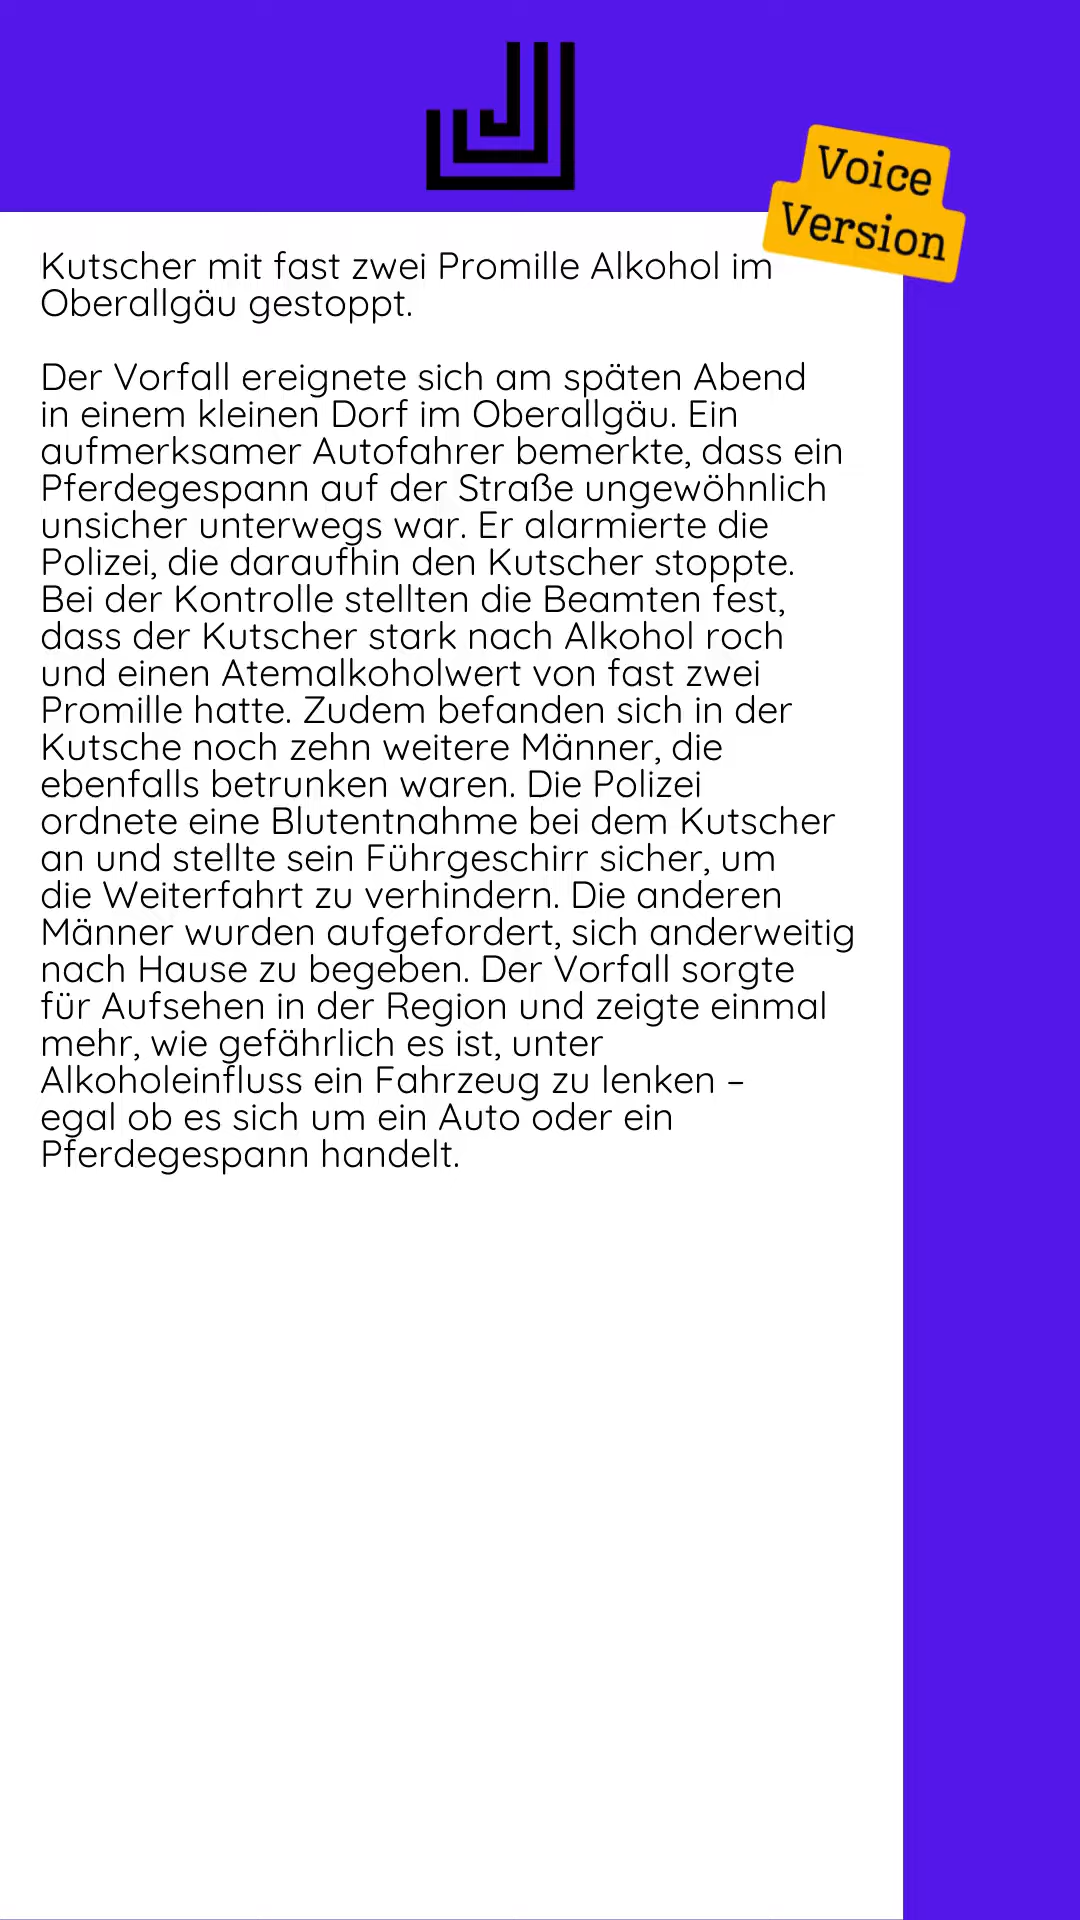 Voice
Version
Kutscher mit fast zwei Promille Alkohol im
Oberallgäu gestoppt.
Der Vorfall ereignete sich am späten Abend
in einem kleinen Dorf im Oberallgäu. Ein
aufmerksamer Autofahrer bemerkte, dass ein
Pferdegespann auf der Straße ungewöhnlich
unsicher unterwegs war. Er alarmierte die
Polizei, die daraufhin den Kutscher stoppte.
Bei der Kontrolle stellten die Beamten fest,
dass der Kutscher stark nach Alkohol roch
und einen Atemalkoholwert von fast zwei
Promille hatte. Zudem befanden sich in der
Kutsche noch zehn weitere Männer, die
ebenfalls betrunken waren. Die Polizei
ordnete eine Blutentnahme bei dem Kutscher
an und stellte sein Führgeschirr sicher, um
die Weiterfahrt zu verhindern. Die anderen
Männer wurden aufgefordert, sich anderweitig
nach Hause zu begeben. Der Vorfall sorgte
für Aufsehen in der Region und zeigte einmal
mehr, wie gefährlich es ist, unter
Alkoholeinfluss ein Fahrzeug zu lenken –
egal ob es sich um ein Auto oder ein
Pferdegespann handelt.